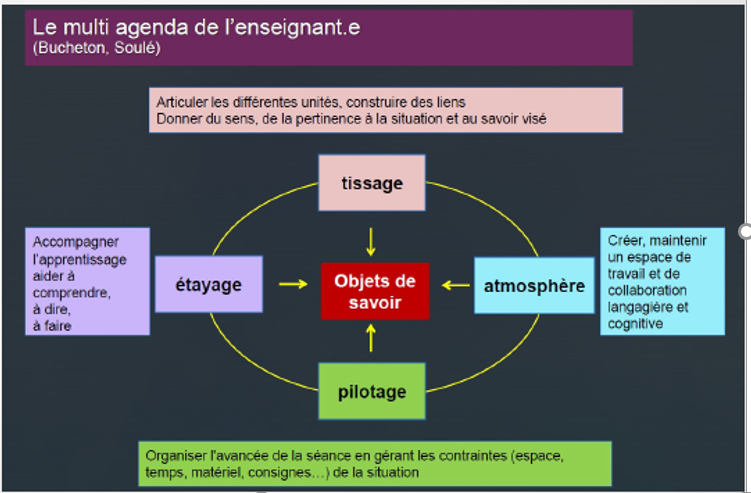 Le multi agenda de l'enseignant.e
(Bucheton, Soulé)
Articuler les différentes unités, construire des liens
Donner du sens, de la pertinence à la situation et au savoir visé
tissage
Accompagner
l'apprentissage
aider à
comprendre,
à dire,
à faire
étayage
Objets de
savoir
atmosphère
Créer, maintenir
un espace de
travail et de
collaboration
langagière et
cognitive
pilotage
Organiser l'avancée de la séance en gérant les contraintes (espace,
temps, matériel, consignes...) de la situation